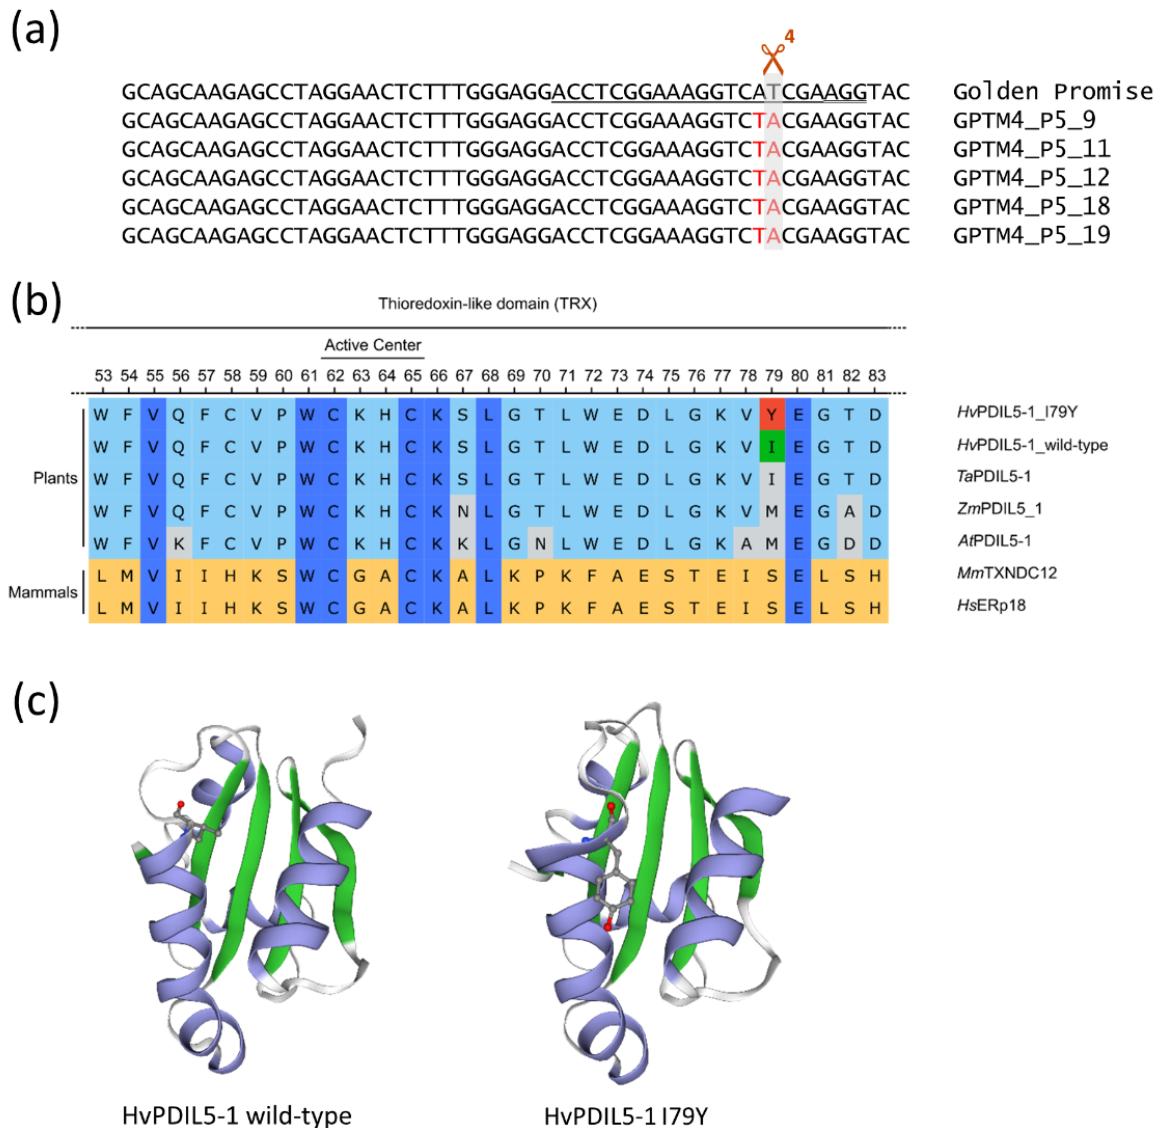 (a)
4
GCAGCAAGAGCCTAGGAACTCTTTGGGAGGACCTCGGAAAGGTCATCGAAGGTAC Golden Promise
GCAGCAAGAGCCTAGGAACTCTTTGGGAGGACCTCGGAAAGGTCTACGAAGGTAC GPTM4_P5_9
GCAGCAAGAGCCTAGGAACTCTTTGGGAGGACCTCGGAAAGGTCTACGAAGGTAC GPTM4_P5_11
GCAGCAAGAGCCTAGGAACTCTTTGGGAGGACCTCGGAAAGGTCTACGAAGGTAC GPTM4_P5_12
GCAGCAAGAGCCTAGGAACTCTTTGGGAGGACCTCGGAAAGGTCTACGAAGGTAC GPTM4_P5_18
GCAGCAAGAGCCTAGGAACTCTTTGGGAGGACCTCGGAAAGGTCTACGAAGGTAC GPTM4_P5_19
(b)
Thioredoxin-like domain (TRX)
Active Center
53 54 55 56 57 58 59 60 61 62 64 65 66 67 68 69 70 71 72 73 74 75 76 77 78 79 80 81 82 83
W F V Q F C V P W C K H C K S L G T L W E D L G K V Y E G T D HvPDIL5-1_I79Y
W F V Q F C V P W C K H C K S L G T L W E D L G K V I E G T D HvPDIL5-1_wild-type
Plants
W F V Q F C V P W C K H C K S L G T L W E D L G K V I E G T D TaPDIL5-1
W F V Q F C V P W C K H C K N L G T L W E D L G K V M E G A D ZmPDIL5_1
W F V K F C V P W C K H C K K L G N L W E D L G K A M E G D D AtPDIL5-1
Mammals
L M V I I H K S W C G A C K A L K P K F A E S T E I S E L S H MmTXNDC12
L M V I I H K S W C G A C K A L K P K F A E S T E I S E L S H HsERp18
(c)
HvPDIL5-1 wild-type
HvPDIL5-1 I79Y